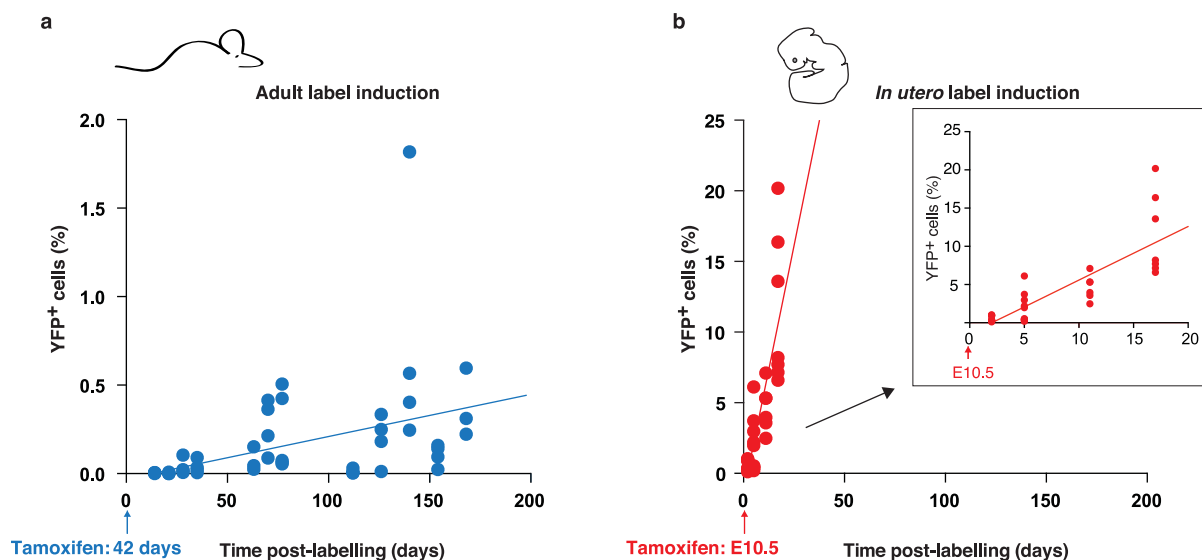 a
Adult label induction
YFP+ cells (%)
2.0
1.5
1.0
0.5
0.0
0 50 100 150 200
Tamoxifen: 42 days
Time post-labelling (days)
b
In utero label induction
YFP+ cells (%)
25
20
15
10
5
0
0 50 100 150 200
Tamoxifen: E10.5
Time post-labelling (days)
YFP+ cells (%)
25
20
15
10
5
0 5 10 15 20
E10.5